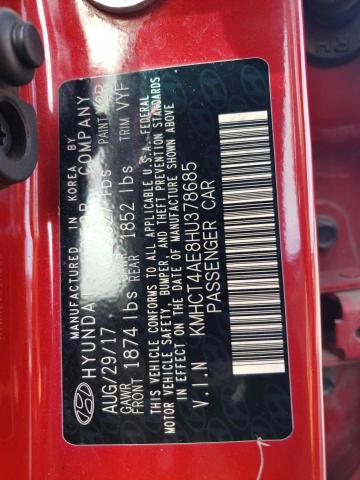 MANUFACTURED IN KOREA BY
HYUNDAI COMPANY
AUG/29/17 lbs PAINT
GAWR
FRONT 1874 lbs REAR 1852 lbs TRIM VYF
THIS VEHICLE CONFORMS TO ALL APPLICABLE U.S.A. FEDERAL
MOTOR VEHICLE SAFETY, BUMPER, AND THEFT PREVENTION STANDARDS
IN EFFECT ON THE DATE OF MANUFACTURE SHOWN ABOVE
V.I.N KMHCT4AE8HU378685
PASSENGER CAR